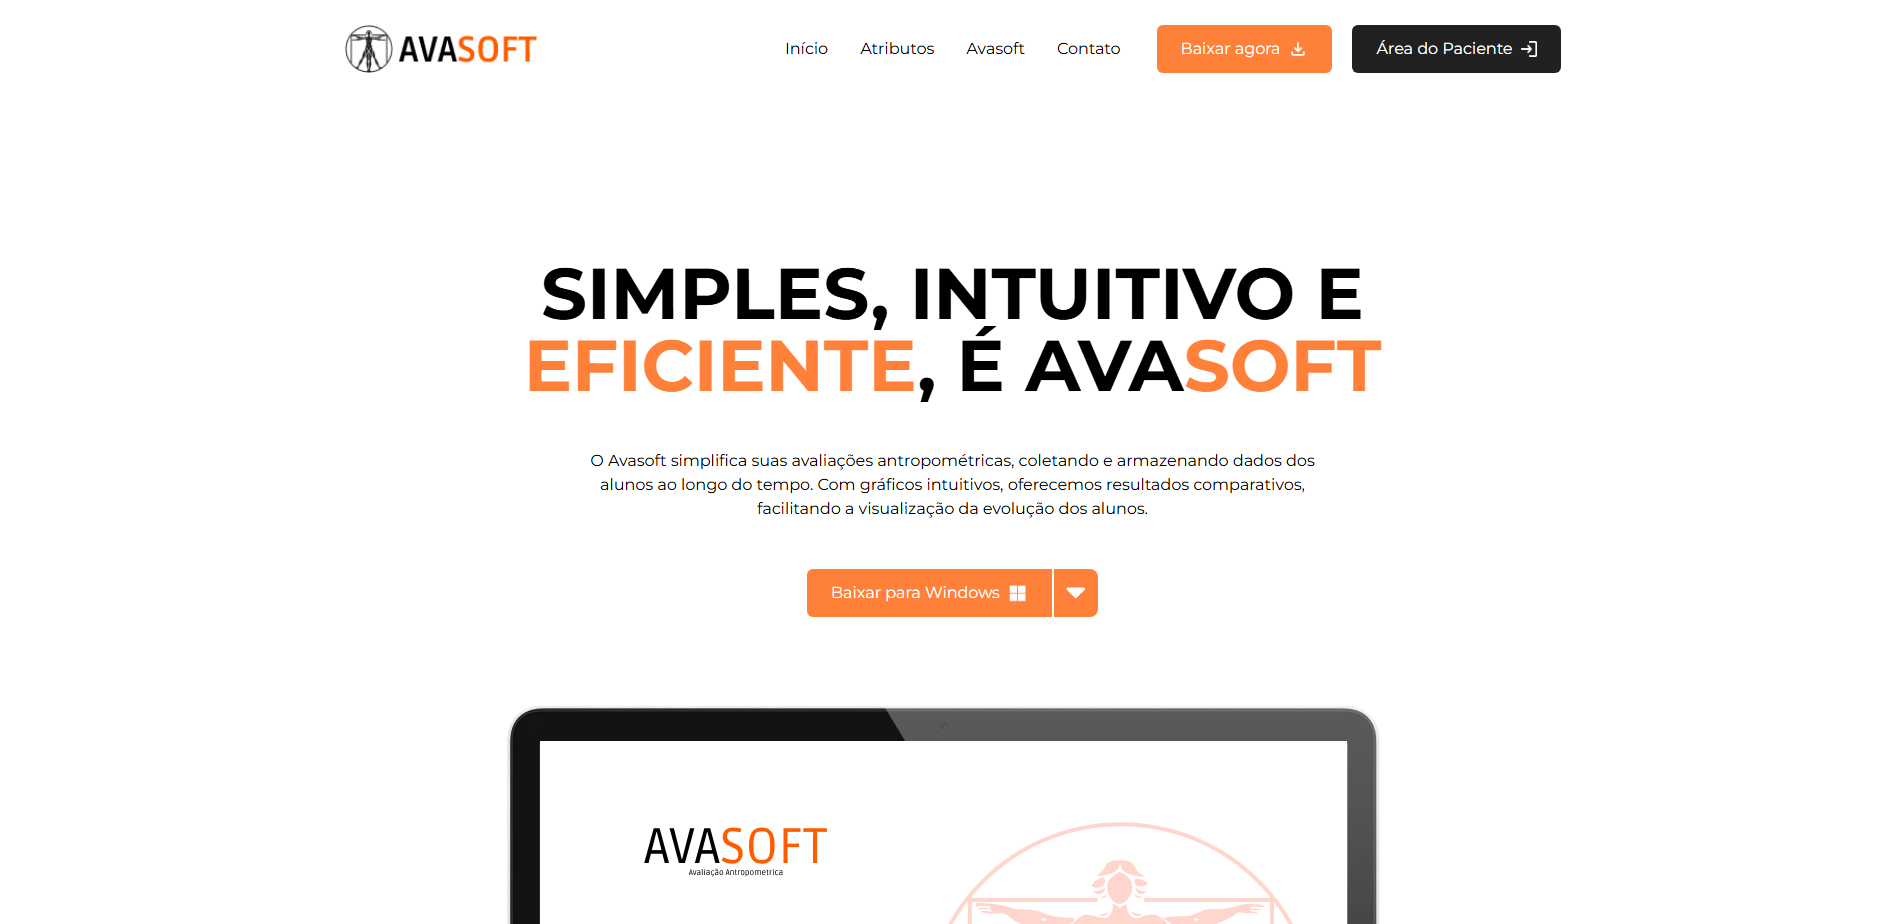 AVASOFT
Início
Atributos
Avasoft
Contato
Baixar agora
Área do Paciente
SIMPLES, INTUITIVO E
EFICIENTE, É AVASOFT
O Avasoft simplifica suas avaliações antropométricas, coletando e armazenando dados dos
alunos ao longo do tempo. Com gráficos intuitivos, oferecemos resultados comparativos,
facilitando a visualização da evolução dos alunos.
Baixar para Windows
AVASOFT
Avaliação Antropometrica